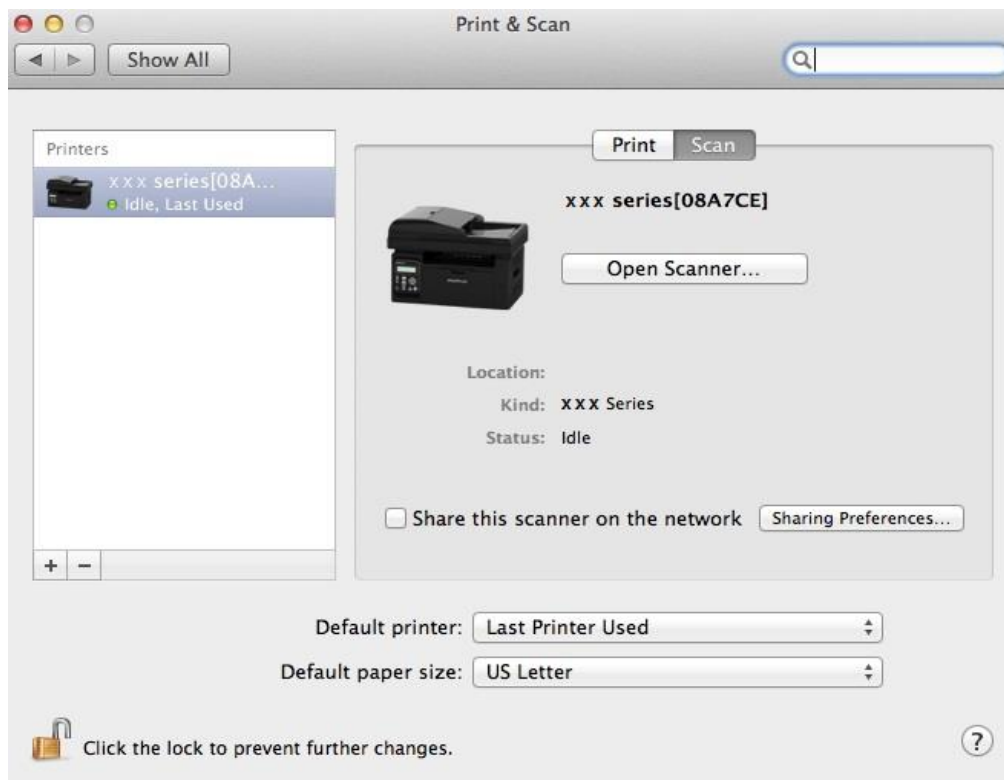 Print & Scan
Show All
Printers
xxx series[08A...
Idle, Last Used
Print Scan
xxx series[08A7CE]
Open Scanner...
Location:
Kind: xxx Series
Status: Idle
Share this scanner on the network Sharing Preferences...
+ −
Default printer: Last Printer Used
Default paper size: US Letter
Click the lock to prevent further changes. ?